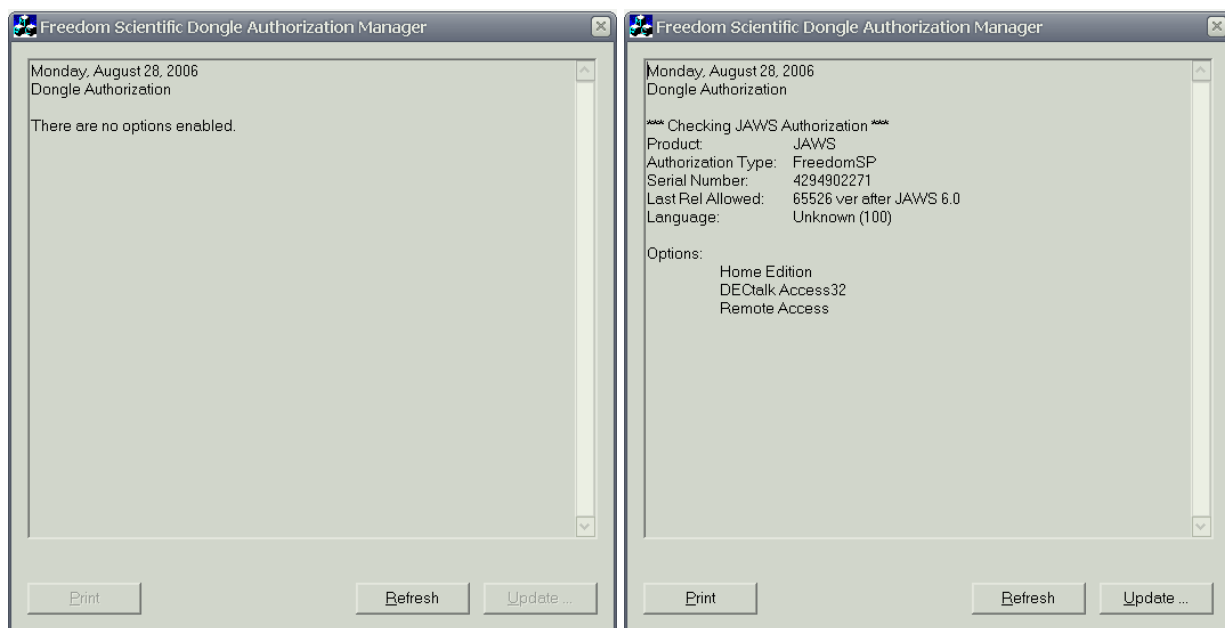 Freedom Scientific Dongle Authorization Manager
Monday, August 28, 2006
Dongle Authorization
There are no options enabled.
Print
Refresh
Update ...
Freedom Scientific Dongle Authorization Manager
Monday, August 28, 2006
Dongle Authorization
*** Checking JAWS Authorization ***
Product: JAWS
Authorization Type: FreedomSP
Serial Number: 4294902271
Last Rel Allowed: 65526 ver after JAWS 6.0
Language: Unknown (100)
Options:
Home Edition
DECtalk Access32
Remote Access
Print
Refresh
Update ...